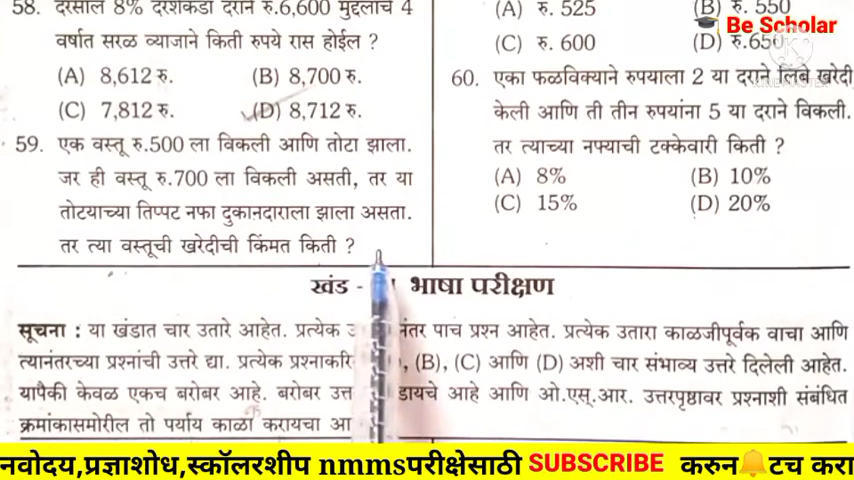 58. दरसाल 8% दरशेकडा दराने रु.6,600 मुद्दलाचे 4
वर्षात सरळ व्याजाने किती रुपये रास होईल ?
(A) 8,612 रु. (B) 8,700 रु.
(C) 7,812 रु. (D) 8,712 रु.
59. एक वस्तू रु.500 ला विकली आणि तोटा झाला.
जर ही वस्तू रु.700 ला विकली असती, तर या
तोटयाच्या तिप्पट नफा दुकानदाराला झाला असता.
तर त्या वस्तूची खरेदीची किंमत किती ?
(A) रु. 525 (B) रु. 550
(C) रु. 600 (D) रु.650
Be Scholar
KINEMASTER
60. एका फळविक्याने रुपयाला 2 या दराने लिंबे खरेदी
केली आणि ती तीन रुपयांना 5 या दराने विकली.
तर त्याच्या नफ्याची टक्केवारी किती ?
(A) 8% (B) 10%
(C) 15% (D) 20%
खंड - भाषा परीक्षण
सूचना : या खंडात चार उतारे आहेत. प्रत्येक नंतर पाच प्रश्न आहेत. प्रत्येक उतारा काळजीपूर्वक वाचा आणि
त्यानंतरच्या प्रश्नांची उत्तरे द्या. प्रत्येक , (B), (C) आणि (D) अशी चार संभाव्य उत्तरे दिलेली आहेत.
यापैकी केवळ एकच बरोबर आहे. बरोबर आहे आणि ओ.एस्.आर. उत्तरपृष्ठावर प्रश्नाशी संबंधित
क्रमांकासमोरील तो पर्याय काळा करायचा
नवोदय,प्रज्ञाशोध,स्कॉलरशीप nmmsपरीक्षेसाठी SUBSCRIBE करुन टच करा